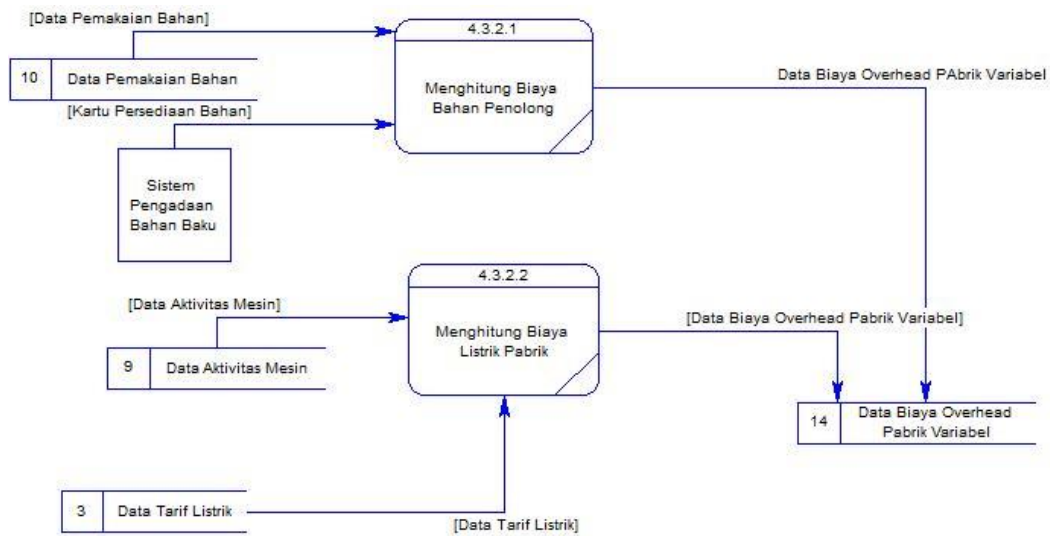 [Data Pemakaian Bahan]
4.3.2.1
10
Data Pemakaian Bahan
Menghitung Biaya
Bahan Penolong
Data Biaya Overhead PAbrik Variabel
[Kartu Persediaan Bahan]
Sistem
Pengadaan
Bahan Baku
4.3.2.2
[Data Aktivitas Mesin]
Menghitung Biaya
Listrik Pabrik
[Data Biaya Overhead Pabrik Variabel]
9
Data Aktivitas Mesin
14
Data Biaya Overhead
Pabrik Variabel
3
Data Tarif Listrik
[Data Tarif Listrik]